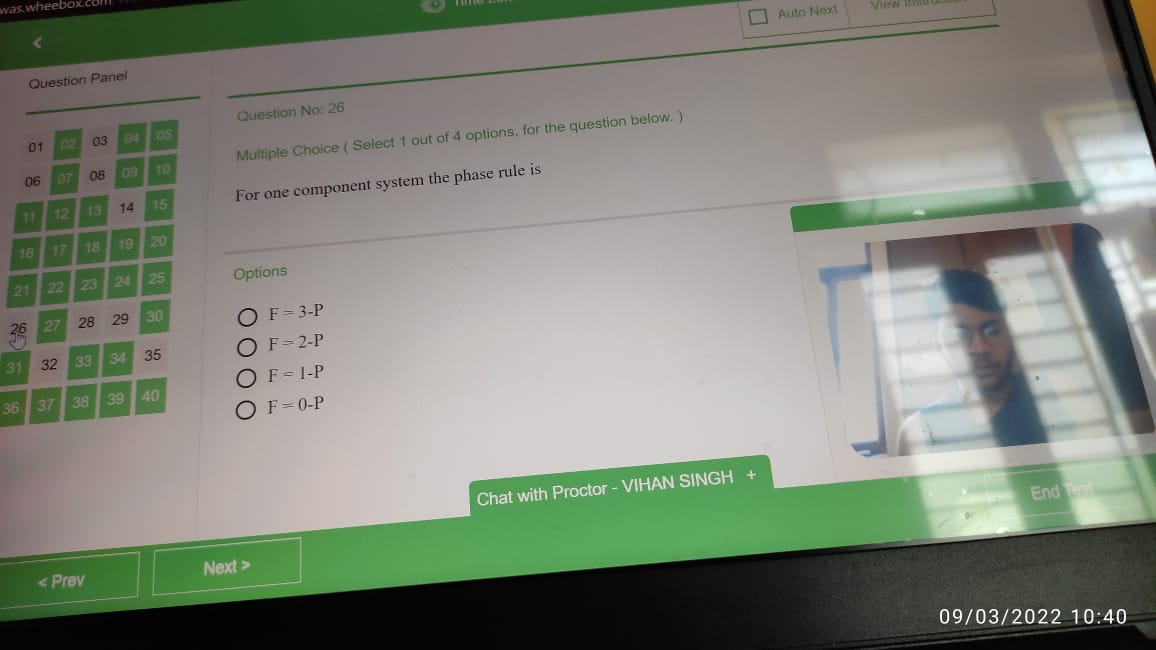 was.wheebox.com
Auto Next
View
Question Panel
01 02 03 04 05
06 07 08 09 10
11 12 13 14 15
16 17 18 19 20
21 22 23 24 25
26 27 28 29 30
31 32 33 34 35
36 37 38 39 40
Question No: 26
Multiple Choice ( Select 1 out of 4 options, for the question below. )
For one component system the phase rule is
Options
F = 3-P
F = 2-P
F = 1-P
F = 0-P
Chat with Proctor - VIHAN SINGH +
End Test
< Prev
Next >
09/03/2022 10:40